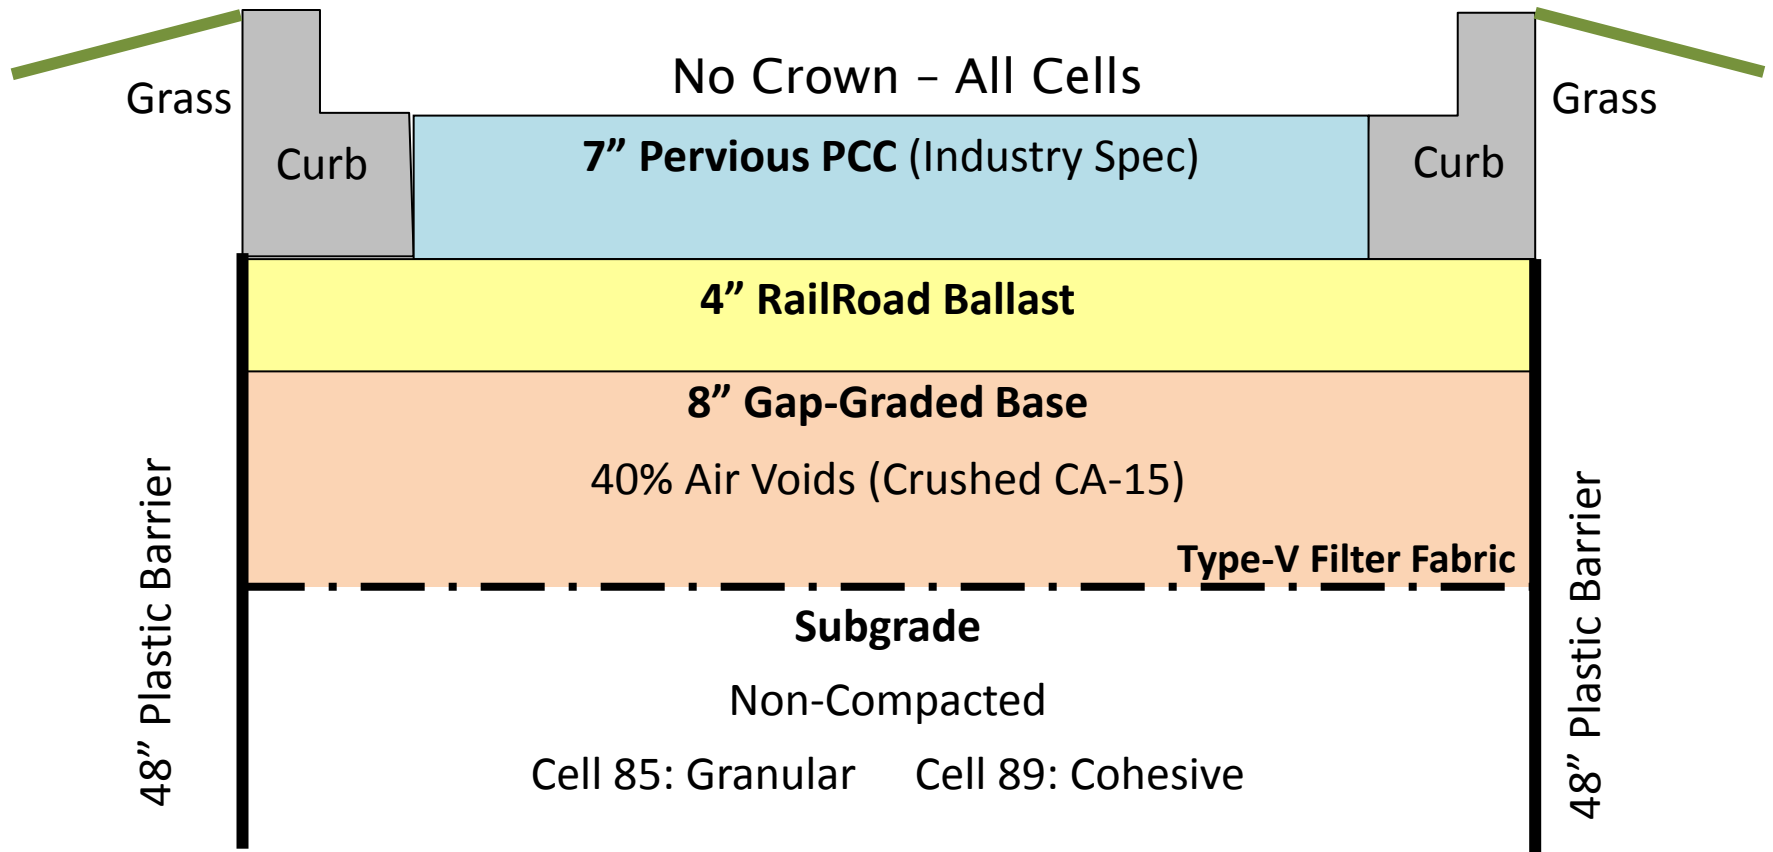 No Crown – All Cells
Grass
Grass
Curb
7” Pervious PCC (Industry Spec)
Curb
4” RailRoad Ballast
8” Gap-Graded Base
40% Air Voids (Crushed CA-15)
Type-V Filter Fabric
48” Plastic Barrier
48” Plastic Barrier
Subgrade
Non-Compacted
Cell 85: Granular Cell 89: Cohesive